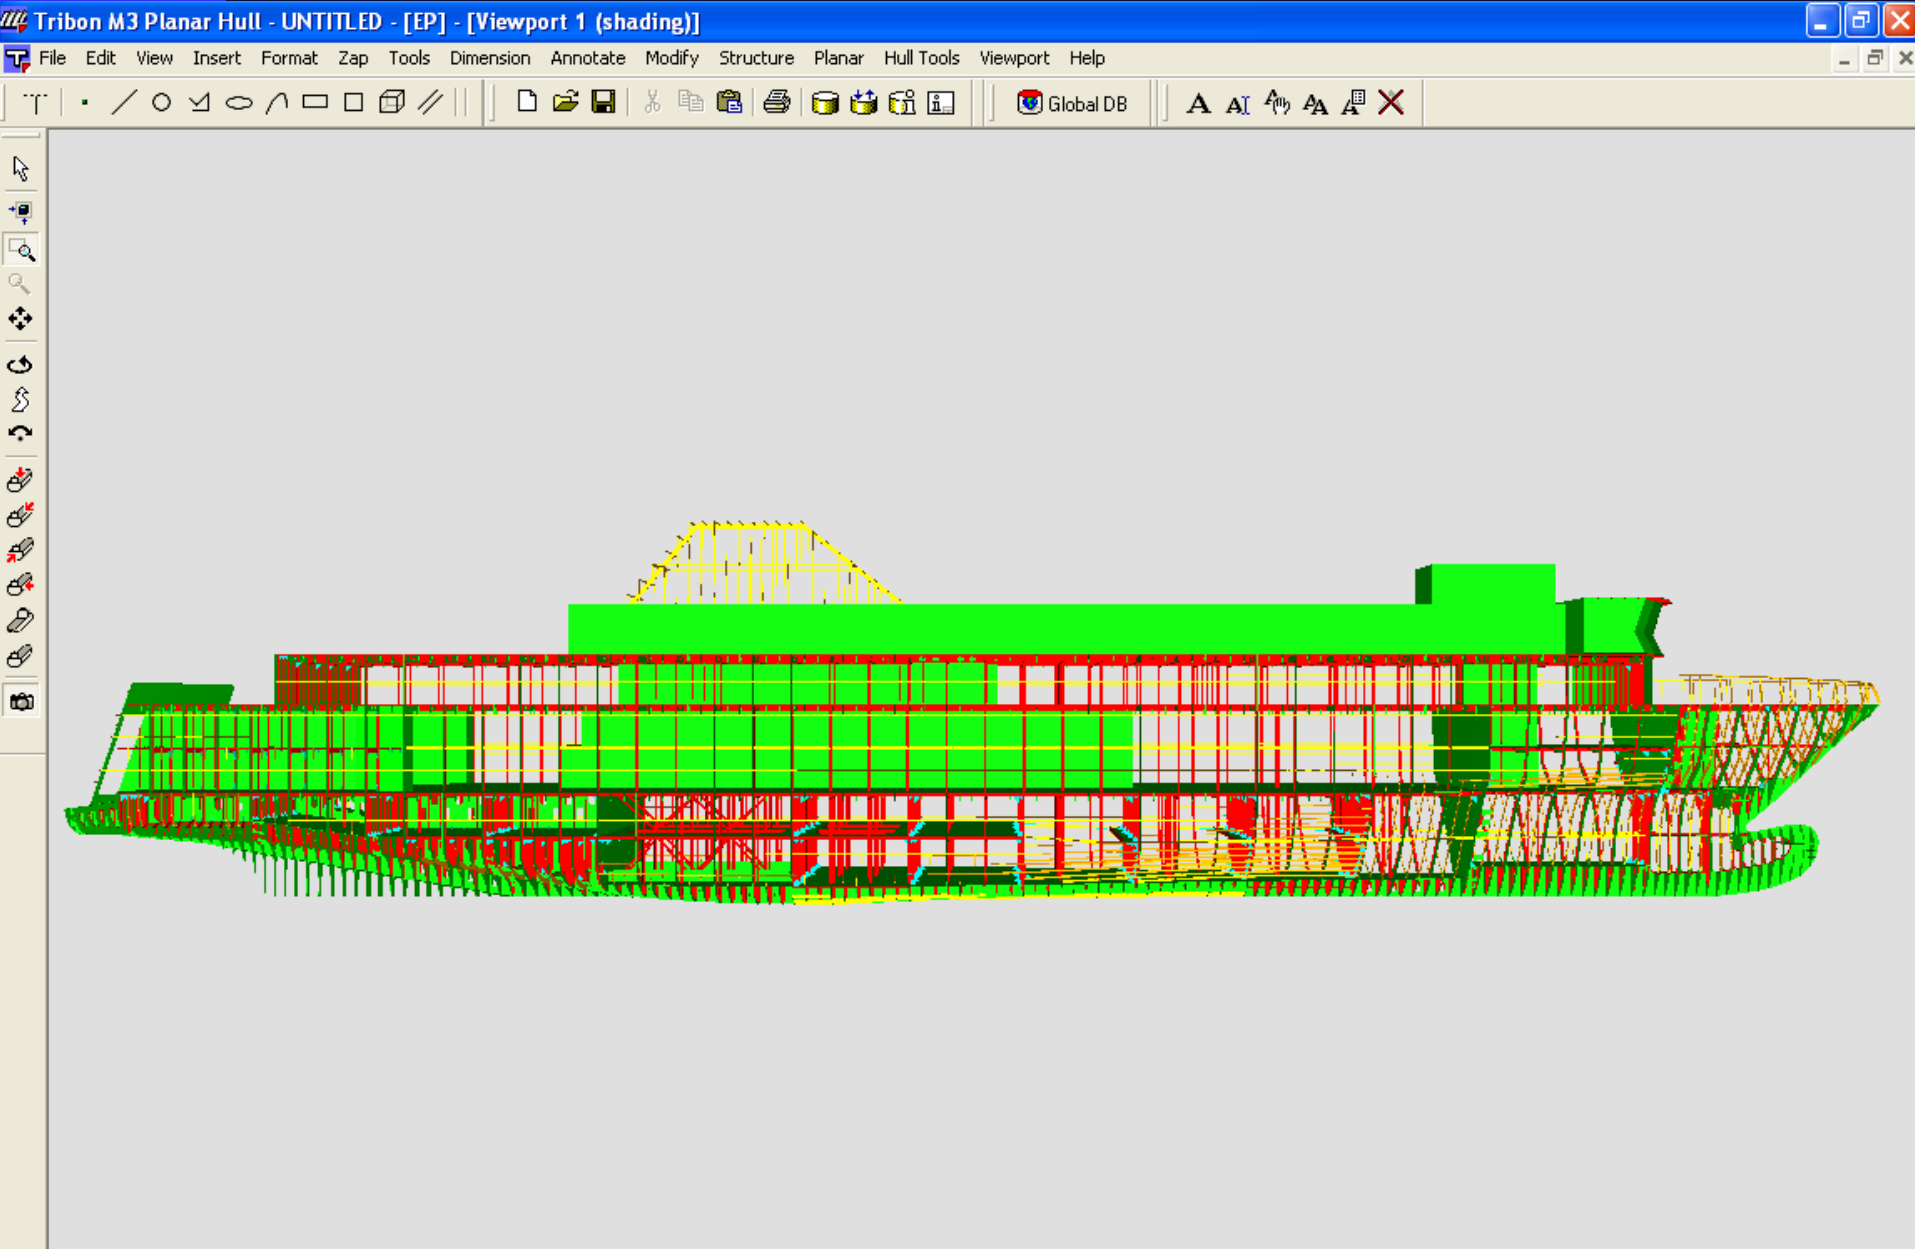 Tribon M3 Planar Hull - UNTITLED - [EP] - [Viewport 1 (shading)]
File Edit View Insert Format Zap Tools Dimension Annotate Modify Structure Planar Hull Tools Viewport Help
Global DB